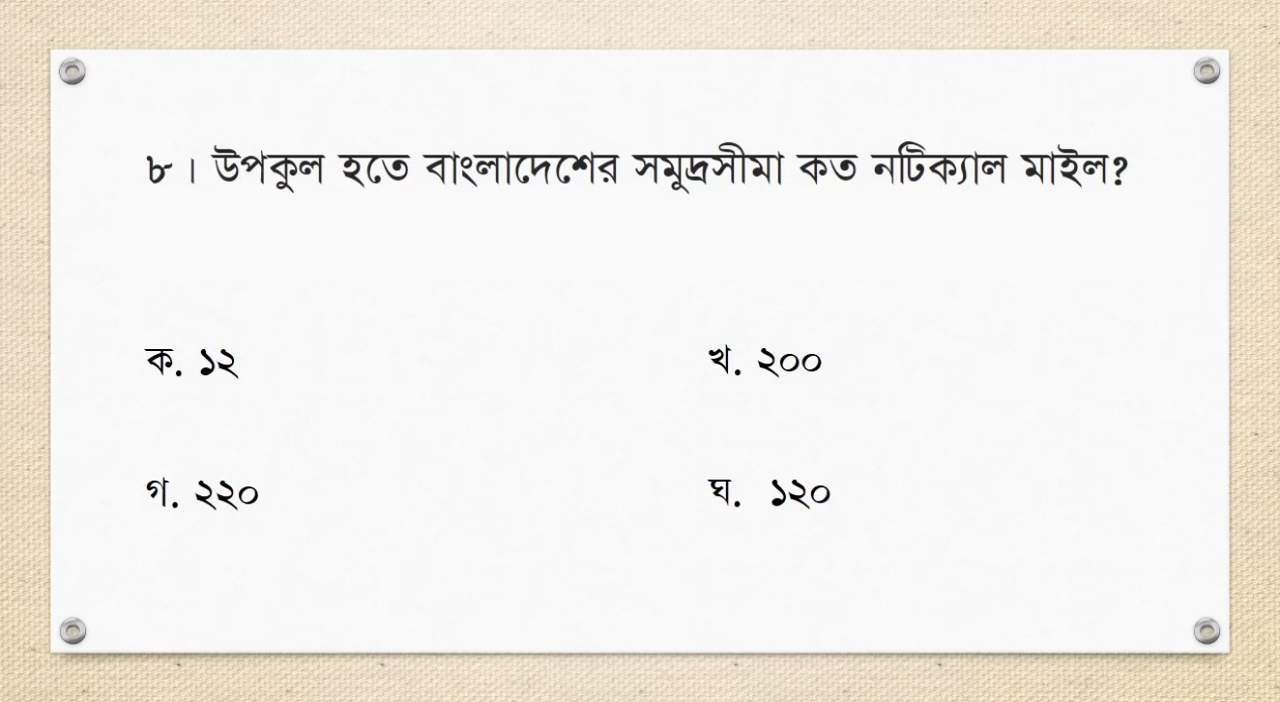 ৮। উপকুল হতে বাংলাদেশের সমুদ্রসীমা কত নটিক্যাল মাইল?
ক. ১২ খ. ২০০
গ. ২২০ ঘ. ১২০